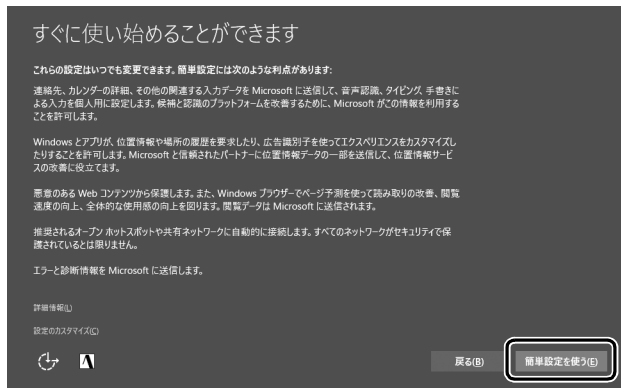 すぐに使い始めることができます
これらの設定はいつでも変更できます。簡単設定には次のような利点があります:
連絡先、カレンダーの詳細、その他の関連する入力データを Microsoft に送信して、音声認識、タイピング、手書きに
よる入力を個人用に設定します。候補と認識のプラットフォームを改善するために、Microsoft がこの情報を利用する
ことを許可します。
Windows とアプリが、位置情報や場所の履歴を要求したり、広告識別子を使ってエクスペリエンスをカスタマイズし
たりすることを許可します。Microsoft と信頼されたパートナーに位置情報データの一部を送信して、位置情報サービ
スの改善に役立てます。
悪意のある Web コンテンツから保護します。また、Windows ブラウザーでページ予測を使って読み取りの改善、閲覧
速度の向上、全体的な使用感の向上を図ります。閲覧データは Microsoft に送信されます。
推奨されるオープン ホットスポットや共有ネットワークに自動的に接続します。すべてのネットワークがセキュリティで保
護されているとは限りません。
エラーと診断情報を Microsoft に送信します。
詳細情報(L)
設定のカスタマイズ(C)
A
戻る(B)
簡単設定を使う(E)